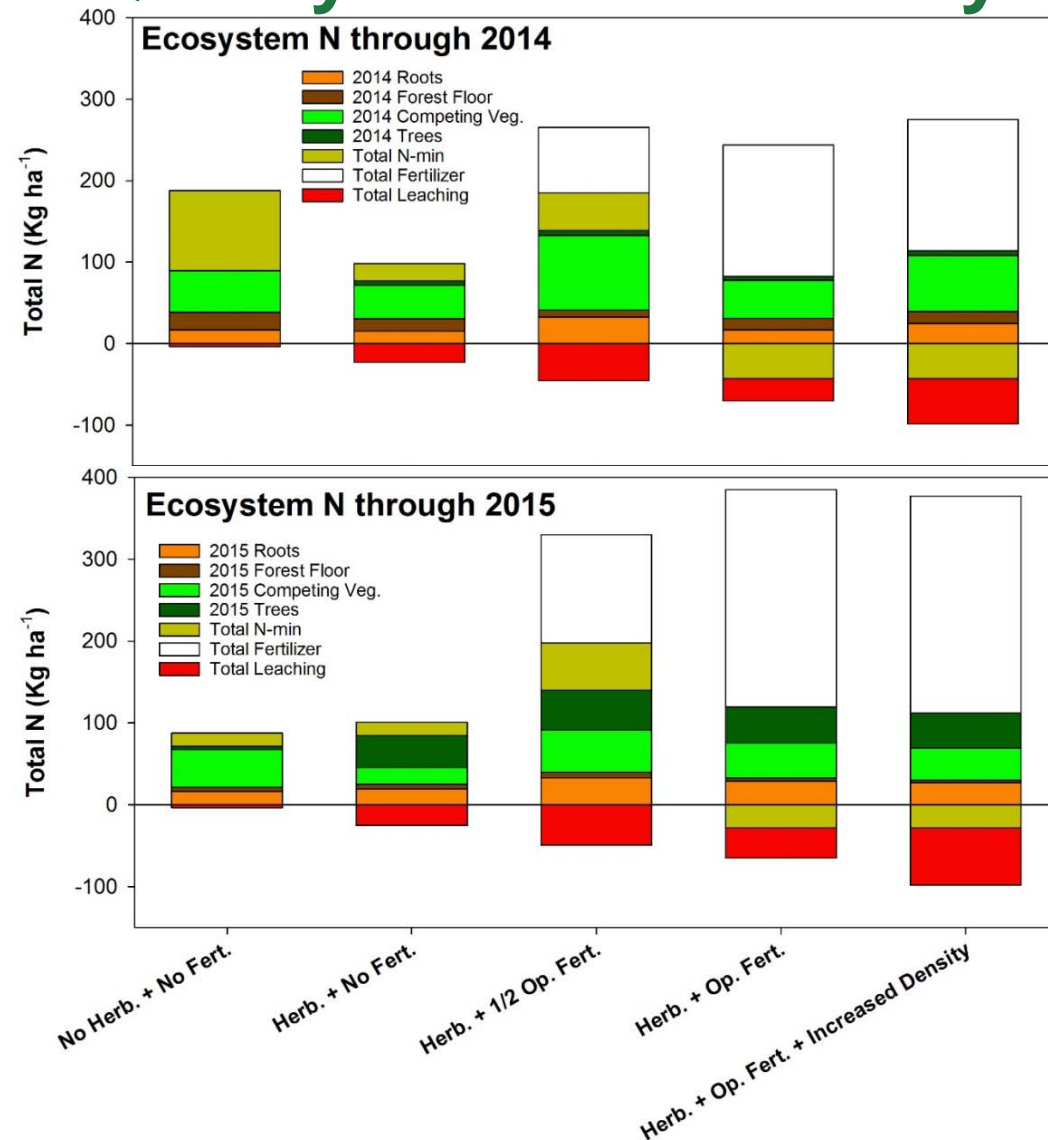 400
Ecosystem N through 2014
2014 Roots
300
2014 Forest Floor
2014 Competing Veg.
2014 Trees
Total N-min
200
Total Fertilizer
Total Leaching
100
0
-100
Total N (Kg ha⁻¹)
400
Ecosystem N through 2015
2015 Roots
300
2015 Forest Floor
2015 Competing Veg.
2015 Trees
Total N-min
200
Total Fertilizer
Total Leaching
100
0
-100
Total N (Kg ha⁻¹)
No Herb. + No Fert.
Herb. + No Fert.
Herb. + 1/2 Op. Fert.
Herb. + Op. Fert.
Herb. + Op. Fert. + Increased Density